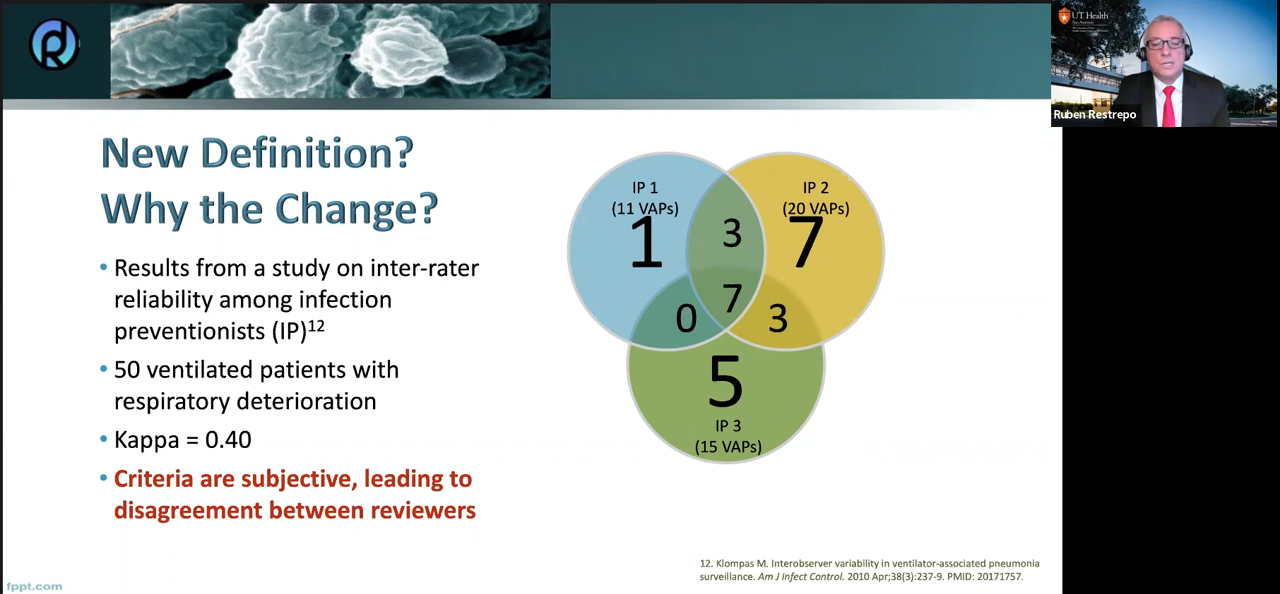 UT Health
Ruben Restrepo
New Definition?
Why the Change?
• Results from a study on inter-rater
reliability among infection
preventionists (IP)12
• 50 ventilated patients with
respiratory deterioration
• Kappa = 0.40
• Criteria are subjective, leading to
disagreement between reviewers
IP 1
(11 VAPs)
1
3
IP 2
(20 VAPs)
7
7
0
3
5
IP 3
(15 VAPs)
12. Klompas M. Interobserver variability in ventilator-associated pneumonia
surveillance. Am J Infect Control. 2010 Apr;38(3):237-9. PMID: 20171757.
fppt.com